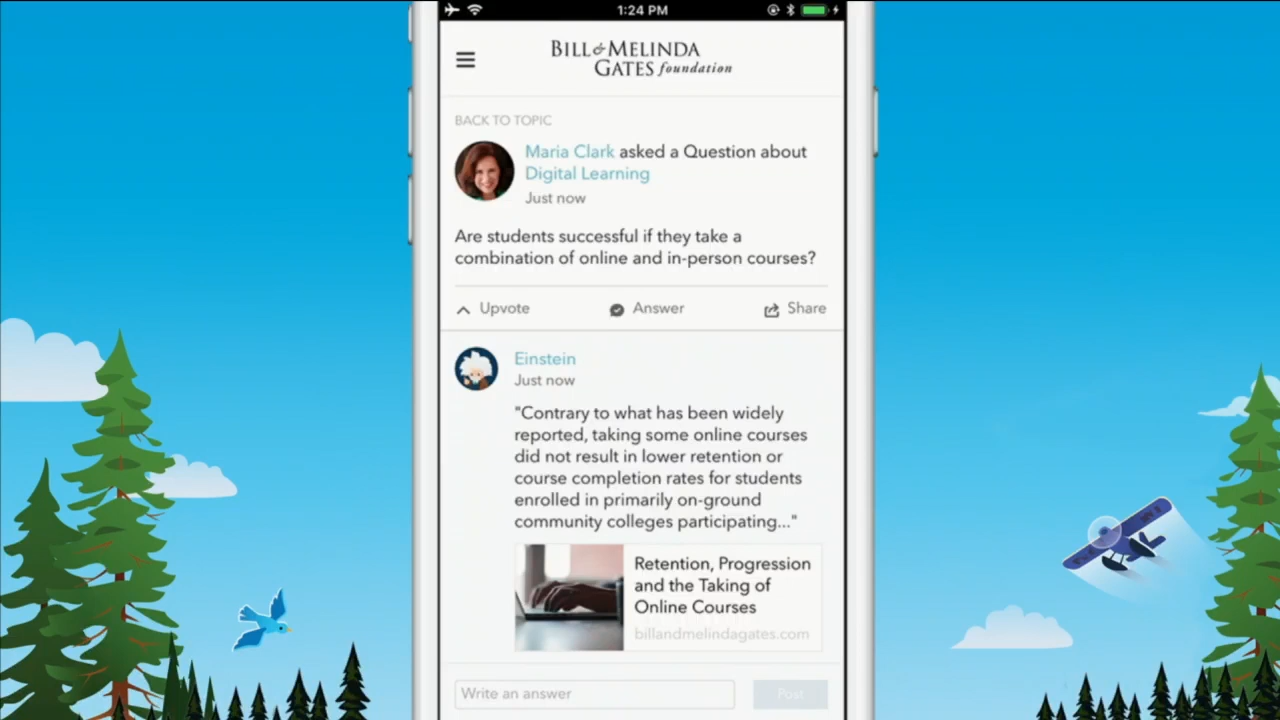 1:24 PM
BILL & MELINDA
GATES foundation
BACK TO TOPIC
Maria Clark asked a Question about
Digital Learning
Just now
Are students successful if they take a
combination of online and in-person courses?
Upvote
Answer
Share
Einstein
Just now
"Contrary to what has been widely
reported, taking some online courses
did not result in lower retention or
course completion rates for students
enrolled in primarily on-ground
community colleges participating..."
Retention, Progression
and the Taking of
Online Courses
billandmelindagates.com
Write an answer
Post